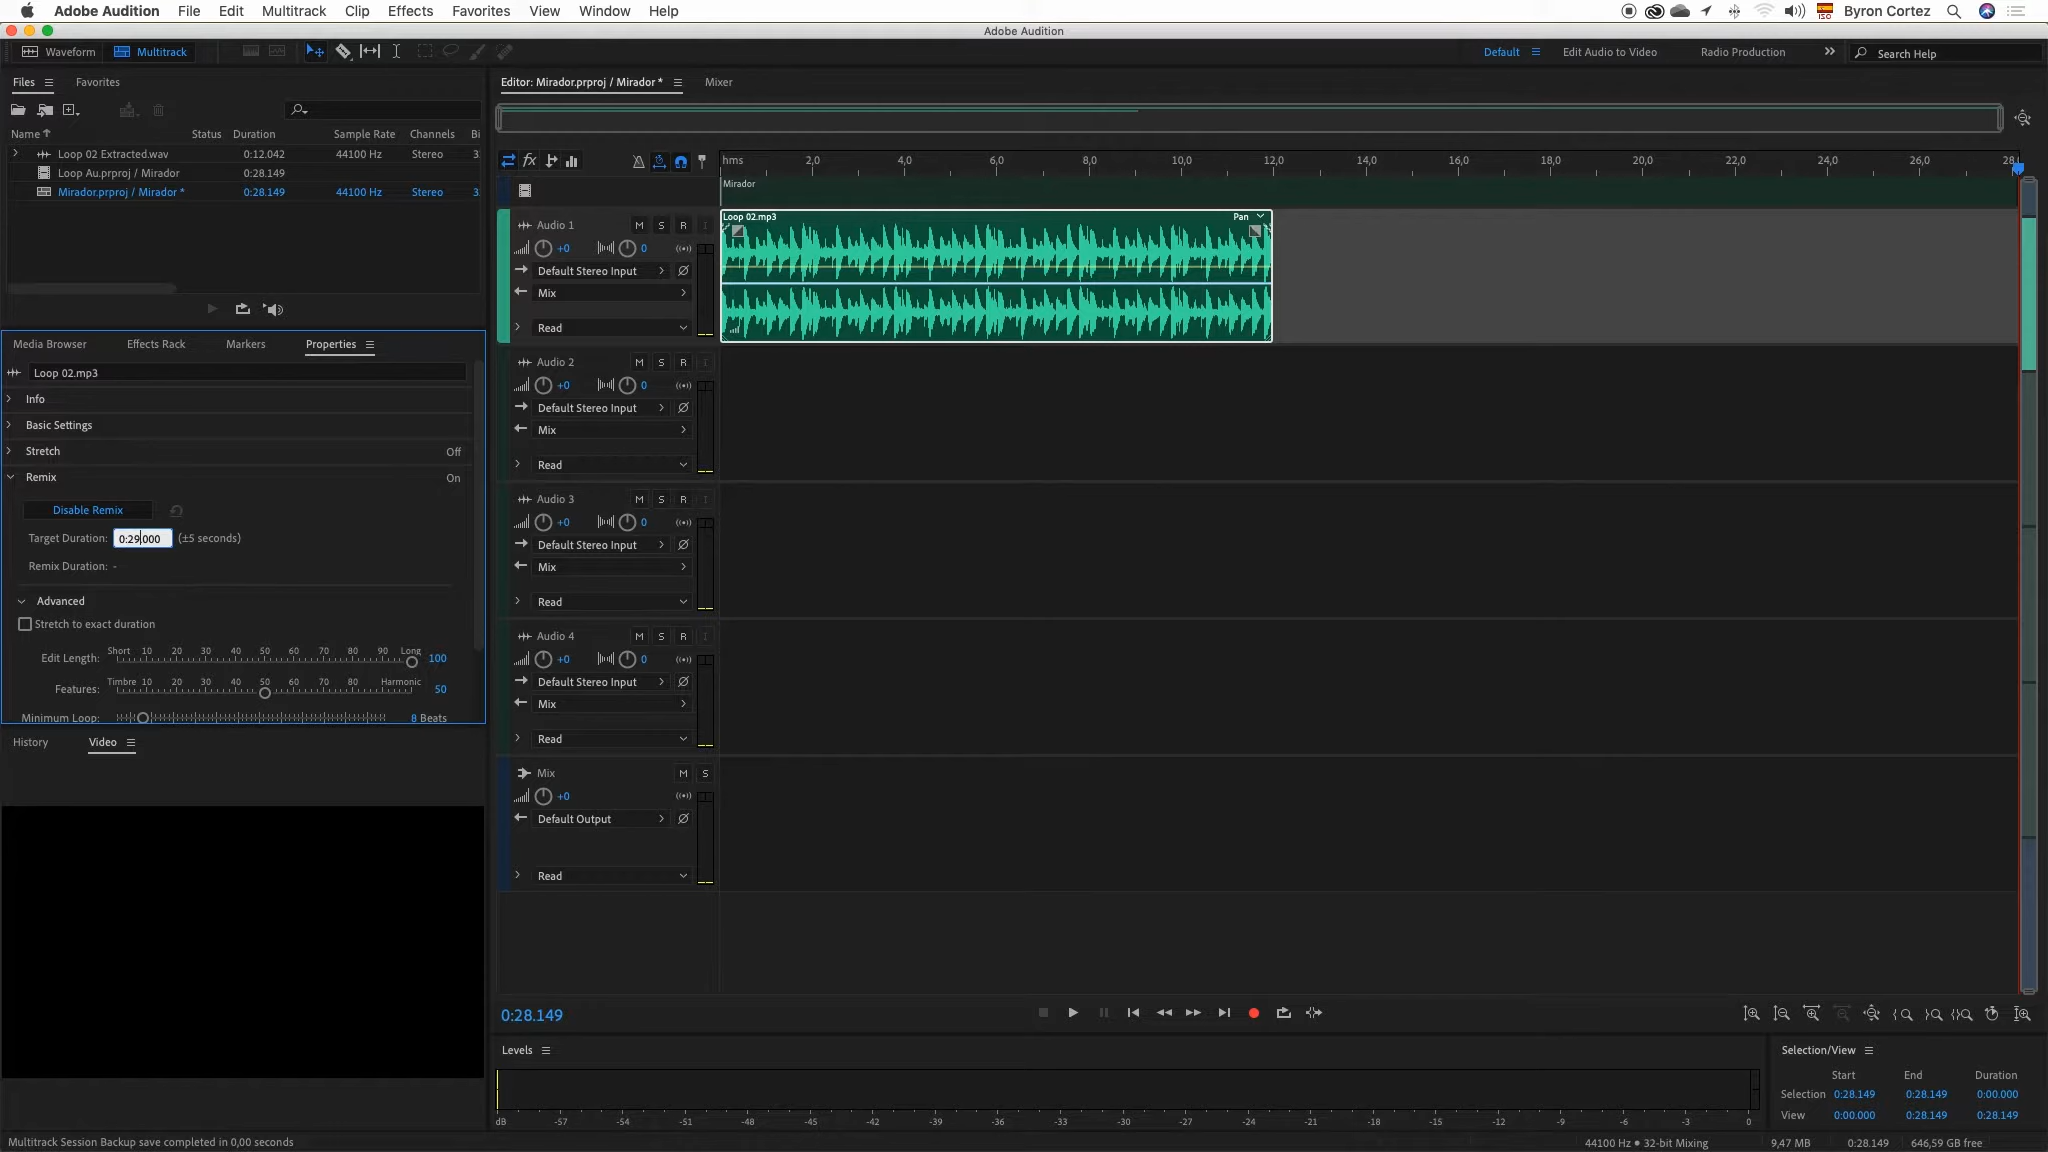 Adobe Audition File Edit Multitrack Clip Effects Favorites View Window Help
ISO Byron Cortez
Adobe Audition
Waveform Multitrack
Default Edit Audio to Video Radio Production Search Help
Files Favorites
Name Status Duration Sample Rate Channels Bi
Loop 02 Extracted.wav 0:12.042 44100 Hz Stereo 3
Loop Au.prproj / Mirador 0:28.149
Mirador.prproj / Mirador * 0:28.149 44100 Hz Stereo 3
Media Browser Effects Rack Markers Properties
Loop 02.mp3
Info
Basic Settings
Stretch Off
Remix On
Disable Remix
Target Duration: 0:29.000 (±5 seconds)
Remix Duration: -
Advanced
Stretch to exact duration
Short 10 20 30 40 50 60 70 80 90 Long
Edit Length: 100
Timbre 10 20 30 40 50 60 70 80 Harmonic
Features: 50
Minimum Loop: 8 Beats
History Video
Editor: Mirador.prproj / Mirador * Mixer
fx
hms 2,0 4,0 6,0 8,0 10,0 12,0 14,0 16,0 18,0 20,0 22,0 24,0 26,0 28
Mirador
Loop 02.mp3 Pan
Audio 1 M S R I
+0 0
Default Stereo Input
Mix
Read
Audio 2 M S R I
+0 0
Default Stereo Input
Mix
Read
Audio 3 M S R I
+0 0
Default Stereo Input
Mix
Read
Audio 4 M S R I
+0 0
Default Stereo Input
Mix
Read
Mix M S
+0
Default Output
Read
0:28.149
Levels
dB -57 -54 -51 -48 -45 -42 -39 -36 -33 -30 -27 -24 -21 -18 -15 -12 -9 -6 -3 0
Selection/View
Start End Duration
Selection 0:28.149 0:28.149 0:00.000
View 0:00.000 0:28.149 0:28.149
Multitrack Session Backup save completed in 0,00 seconds
44100 Hz • 32-bit Mixing 9,47 MB 0:28.149 646,59 GB free